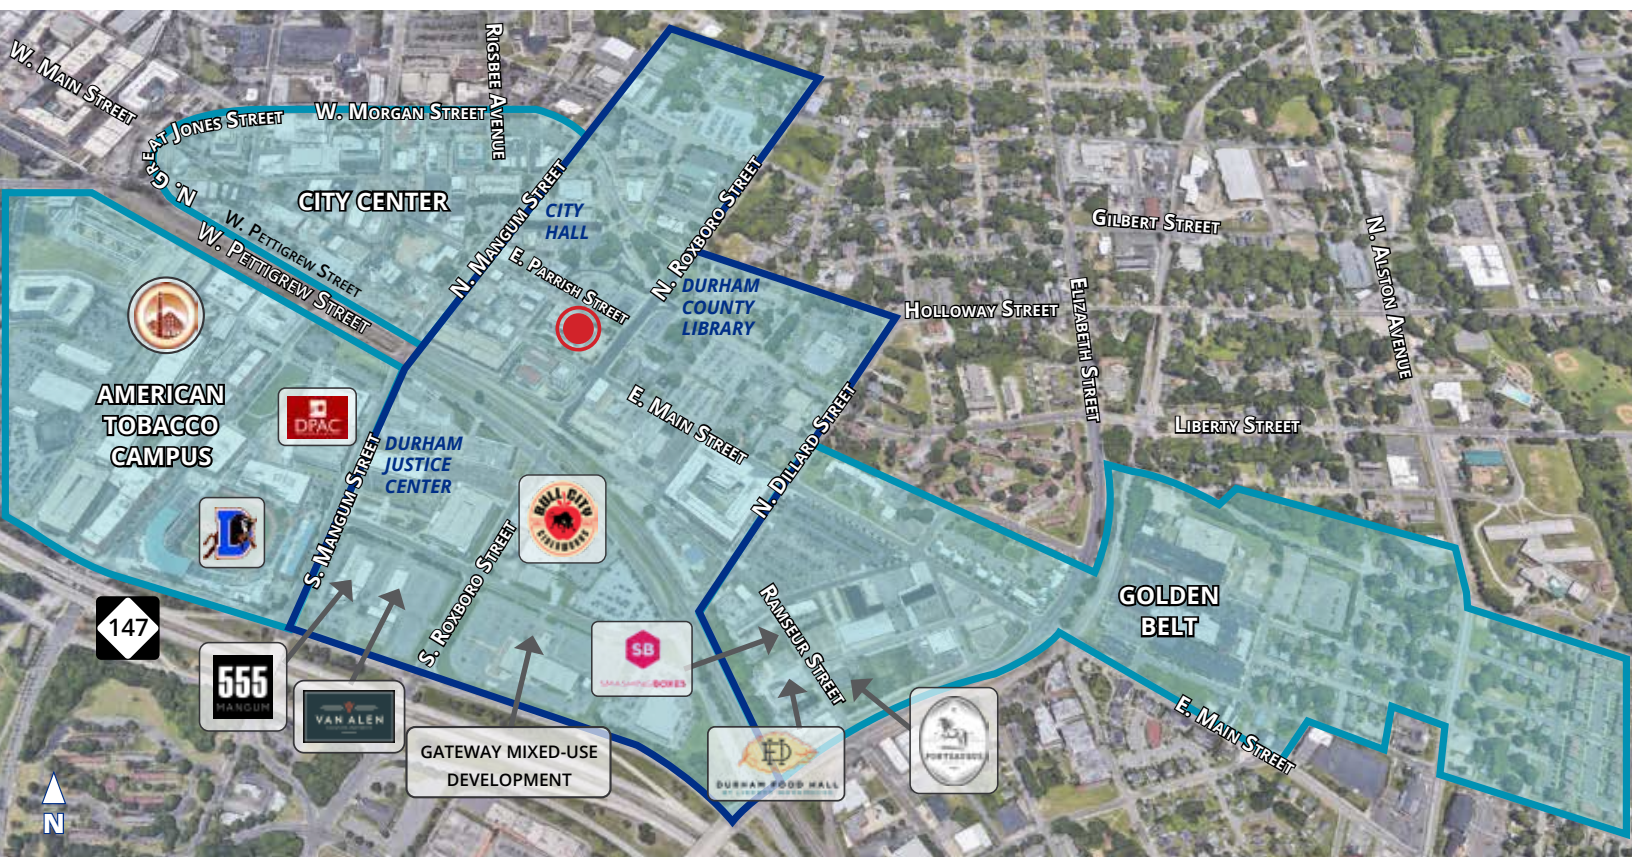 W. Main Street
N. Great Jones Street
W. Morgan Street
Rigsbee Avenue
CITY CENTER
W. Pettigrew Street
W. Pettigrew Street
N. Mangum Street
CITY
HALL
E. Parrish Street
N. Roxboro Street
DURHAM
COUNTY
LIBRARY
Holloway Street
Gilbert Street
Elizabeth Street
N. Alston Avenue
Liberty Street
AMERICAN
TOBACCO
CAMPUS
DPAC
DURHAM
JUSTICE
CENTER
E. Main Street
N. Dillard Street
S. Mangum Street
D
BULL CITY
CIDERWORKS
S. Roxboro Street
GOLDEN
BELT
147
555
MANGUM
VAN ALEN
GATEWAY MIXED-USE
DEVELOPMENT
SB
SMASHINGBOXES
Ramseur Street
DURHAM FOOD HALL
PONYSAURUS
E. Main Street
N